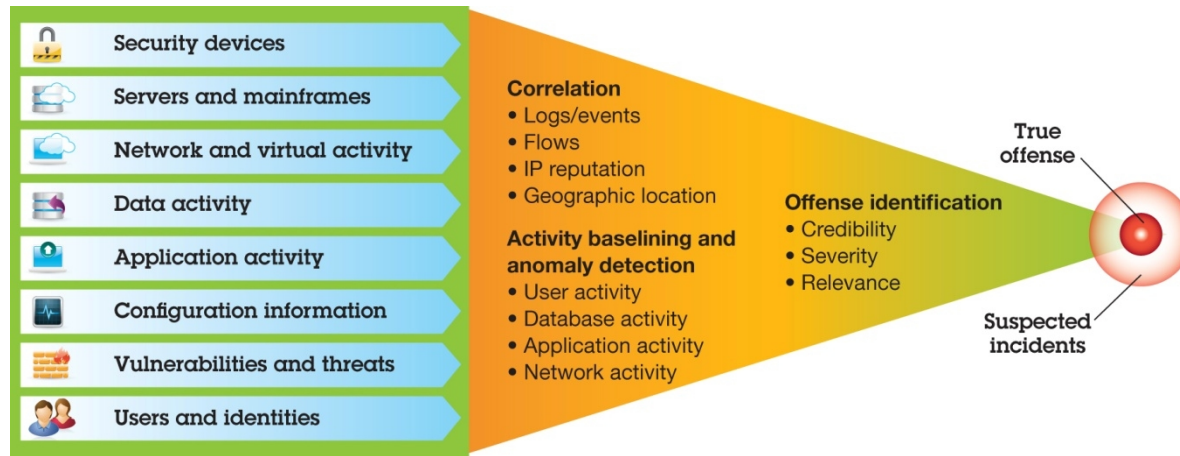 Security devices
Servers and mainframes
Network and virtual activity
Data activity
Application activity
Configuration information
Vulnerabilities and threats
Users and identities
Correlation
• Logs/events
• Flows
• IP reputation
• Geographic location
Activity baselining and
anomaly detection
• User activity
• Database activity
• Application activity
• Network activity
Offense identification
• Credibility
• Severity
• Relevance
True
offense
Suspected
incidents